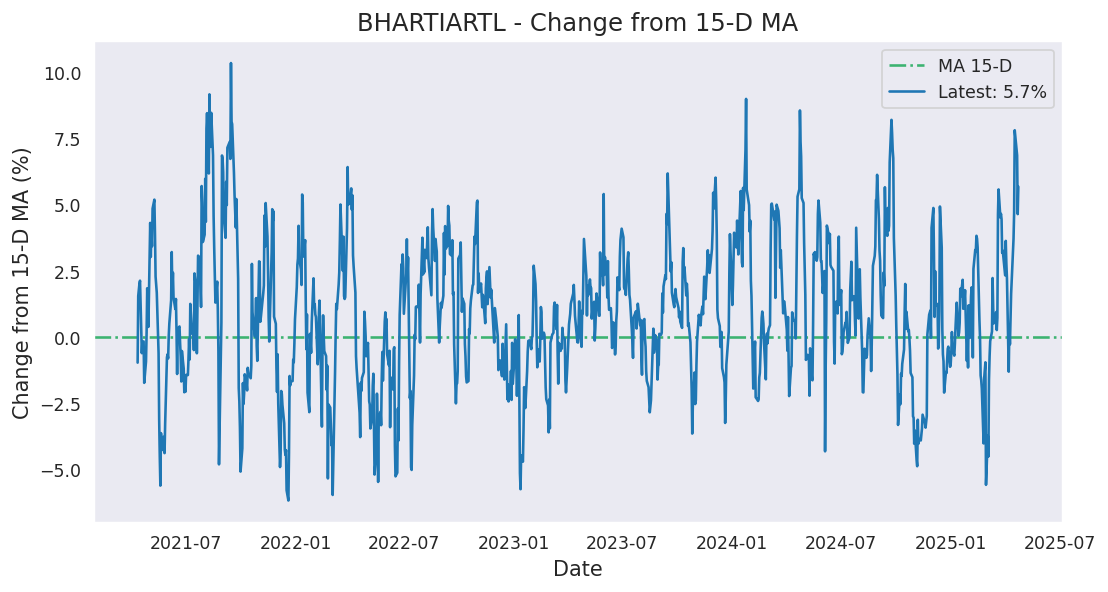 BHARTIARTL - Change from 15-D MA
MA 15-D
Latest: 5.7%
Change from 15-D MA (%)
10.0
7.5
5.0
2.5
0.0
−2.5
−5.0
2021-07 2022-01 2022-07 2023-01 2023-07 2024-01 2024-07 2025-01 2025-07
Date